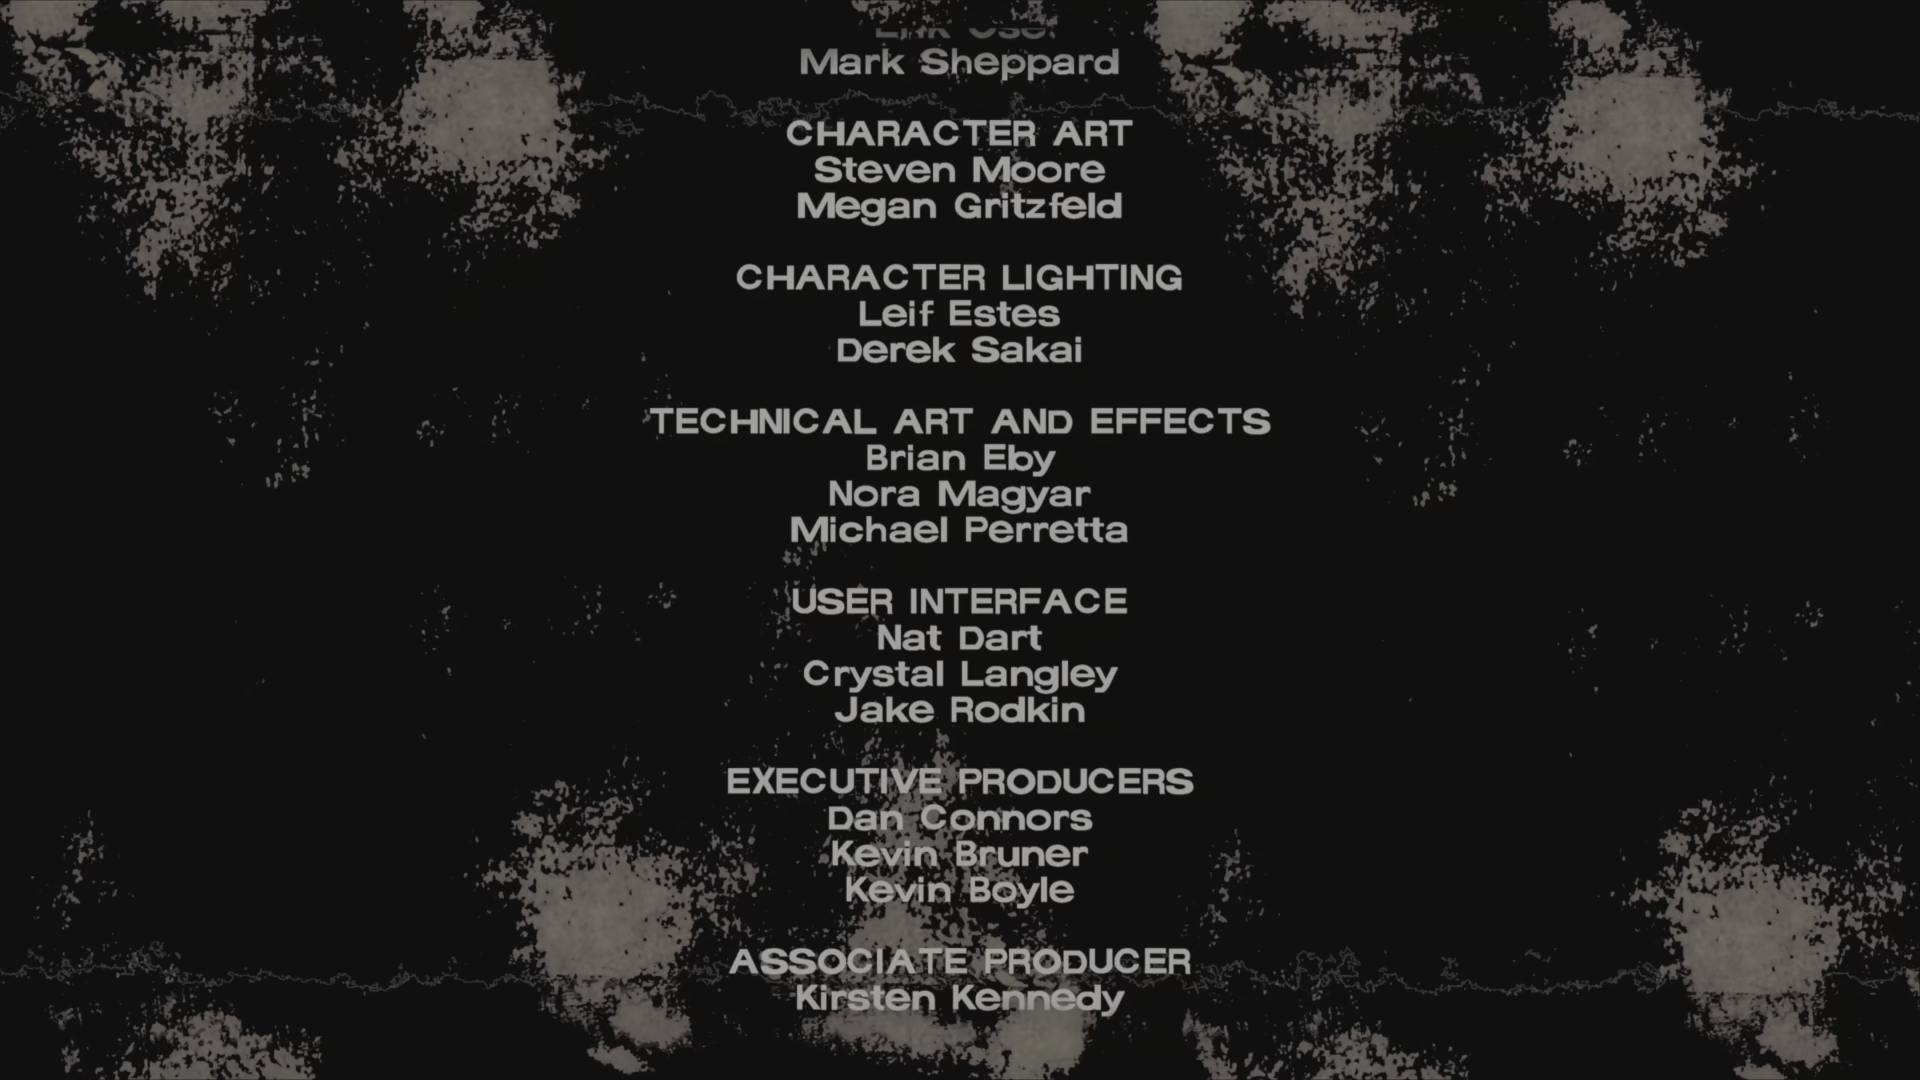 Mark Sheppard
CHARACTER ART
Steven Moore
Megan Gritzfeld
CHARACTER LIGHTING
Leif Estes
Derek Sakai
TECHNICAL ART AND EFFECTS
Brian Eby
Nora Magyar
Michael Perretta
USER INTERFACE
Nat Dart
Crystal Langley
Jake Rodkin
EXECUTIVE PRODUCERS
Dan Connors
Kevin Bruner
Kevin Boyle
ASSOCIATE PRODUCER
Kirsten Kennedy